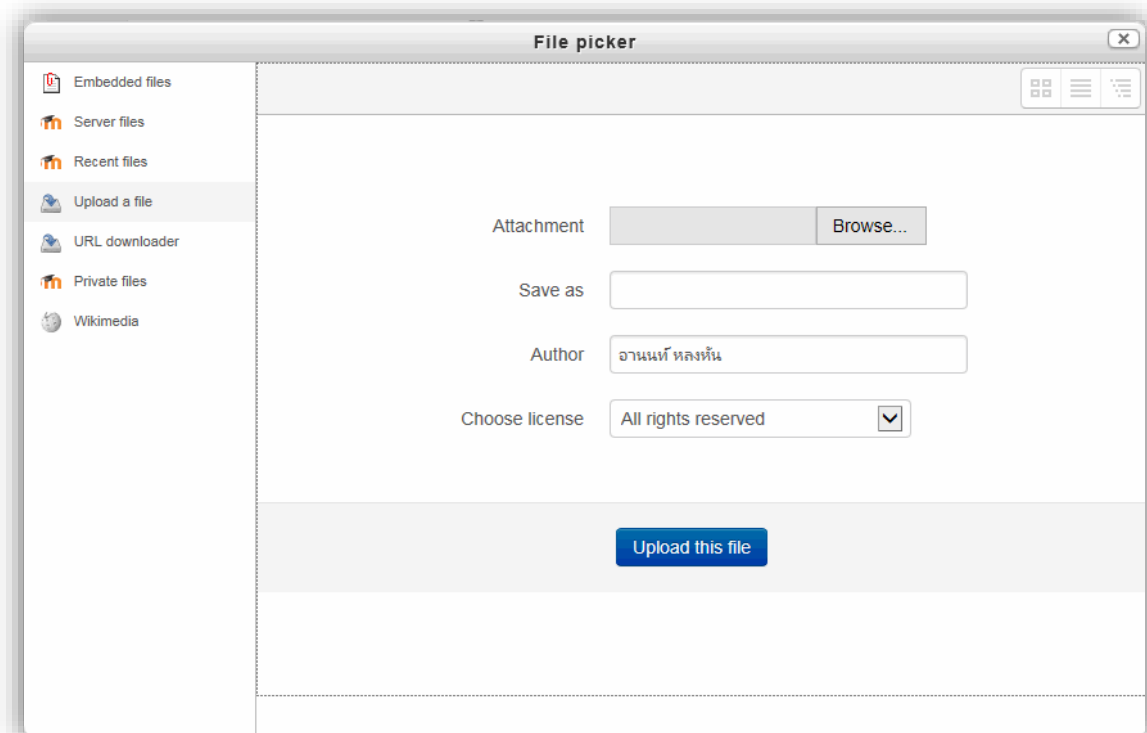 File picker
Embedded files
Server files
Recent files
Upload a file
URL downloader
Private files
Wikimedia
Attachment
Browse...
Save as
Author
อานนท์ หลงหัน
Choose license
All rights reserved
Upload this file